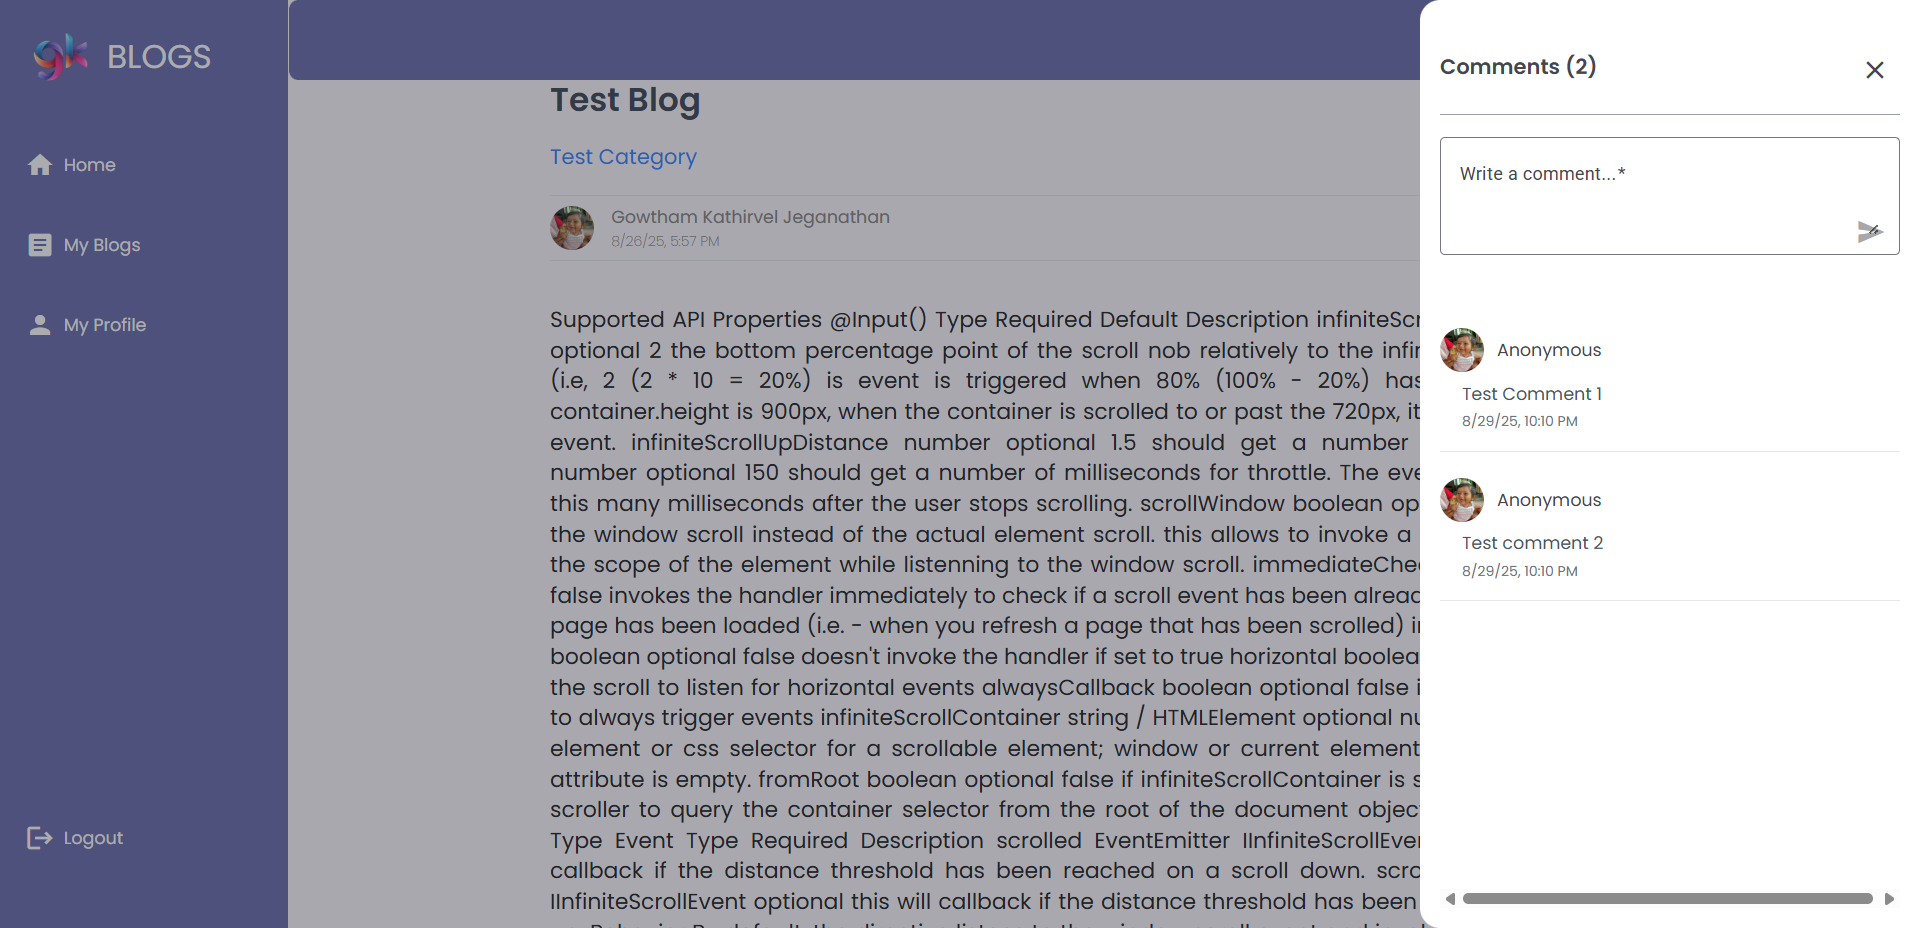 gk BLOGS
Home
My Blogs
My Profile
Logout
Test Blog
Test Category
Gowtham Kathirvel Jeganathan
8/26/25, 5:57 PM
Supported API Properties @Input() Type Required Default Description infiniteScr
optional 2 the bottom percentage point of the scroll nob relatively to the infir
(i.e, 2 (2 * 10 = 20%) is event is triggered when 80% (100% - 20%) has
container.height is 900px, when the container is scrolled to or past the 720px, it
event. infiniteScrollUpDistance number optional 1.5 should get a number
number optional 150 should get a number of milliseconds for throttle. The eve
this many milliseconds after the user stops scrolling. scrollWindow boolean op
the window scroll instead of the actual element scroll. this allows to invoke a
the scope of the element while listenning to the window scroll. immediateChec
false invokes the handler immediately to check if a scroll event has been alread
page has been loaded (i.e. - when you refresh a page that has been scrolled) i
boolean optional false doesn't invoke the handler if set to true horizontal boolea
the scroll to listen for horizontal events alwaysCallback boolean optional false i
to always trigger events infiniteScrollContainer string / HTMLElement optional nu
element or css selector for a scrollable element; window or current element
attribute is empty. fromRoot boolean optional false if infiniteScrollContainer is s
scroller to query the container selector from the root of the document objec
Type Event Type Required Description scrolled EventEmitter IInfiniteScrollEve
callback if the distance threshold has been reached on a scroll down. scro
IInfiniteScrollEvent optional this will callback if the distance threshold has been
Comments (2)
Write a comment...*
Anonymous
Test Comment 1
8/29/25, 10:10 PM
Anonymous
Test comment 2
8/29/25, 10:10 PM